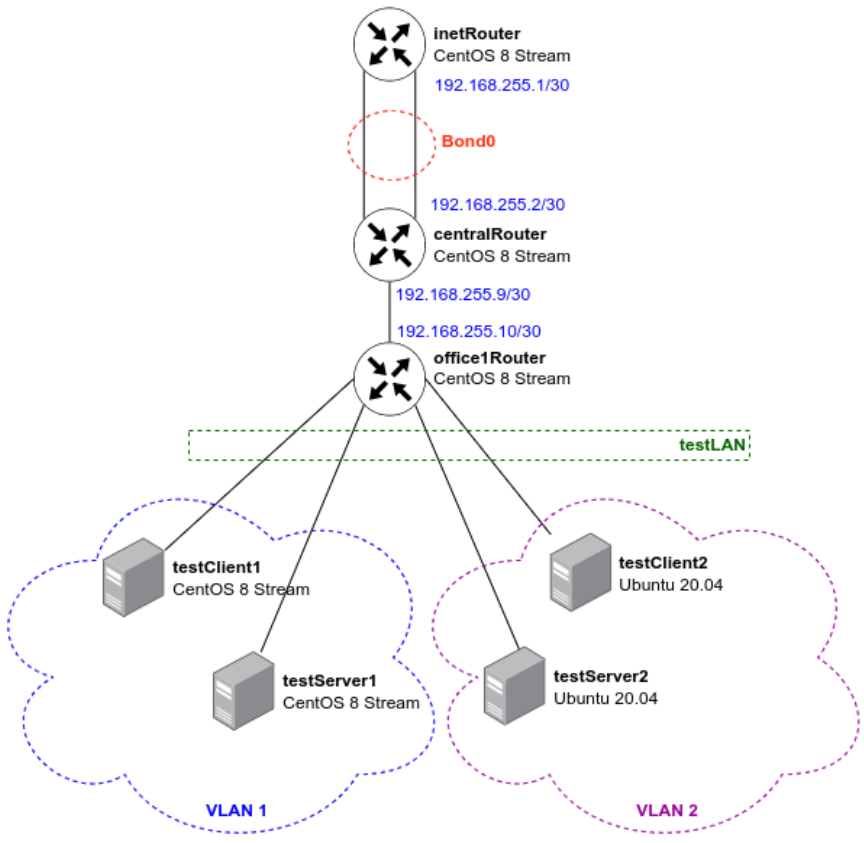 inetRouter
CentOS 8 Stream
192.168.255.1/30
Bond0
192.168.255.2/30
centralRouter
CentOS 8 Stream
192.168.255.9/30
192.168.255.10/30
office1Router
CentOS 8 Stream
testLAN
testClient1
CentOS 8 Stream
testClient2
Ubuntu 20.04
testServer1
CentOS 8 Stream
testServer2
Ubuntu 20.04
VLAN 1
VLAN 2